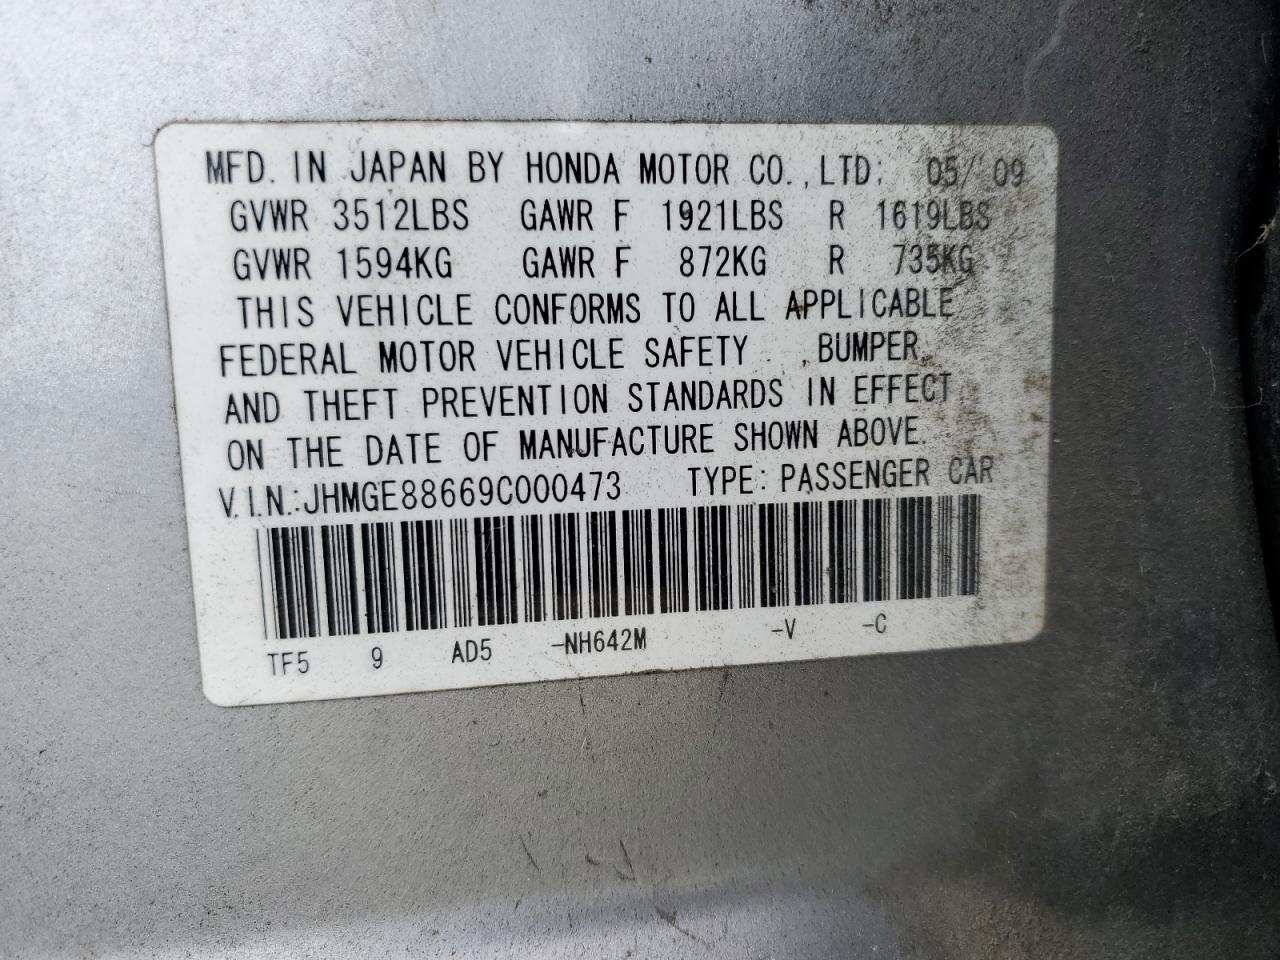 MFD. IN JAPAN BY HONDA MOTOR CO., LTD. 05/ 09
GVWR 3512LBS GAWR F 1921LBS R 1619LBS
GVWR 1594KG GAWR F 872KG R 735KG
THIS VEHICLE CONFORMS TO ALL APPLICABLE
FEDERAL MOTOR VEHICLE SAFETY , BUMPER,
AND THEFT PREVENTION STANDARDS IN EFFECT
ON THE DATE OF MANUFACTURE SHOWN ABOVE.
V.I.N.:JHMGE88669C000473 TYPE: PASSENGER CAR
TF5 9 AD5 -NH642M -V -C